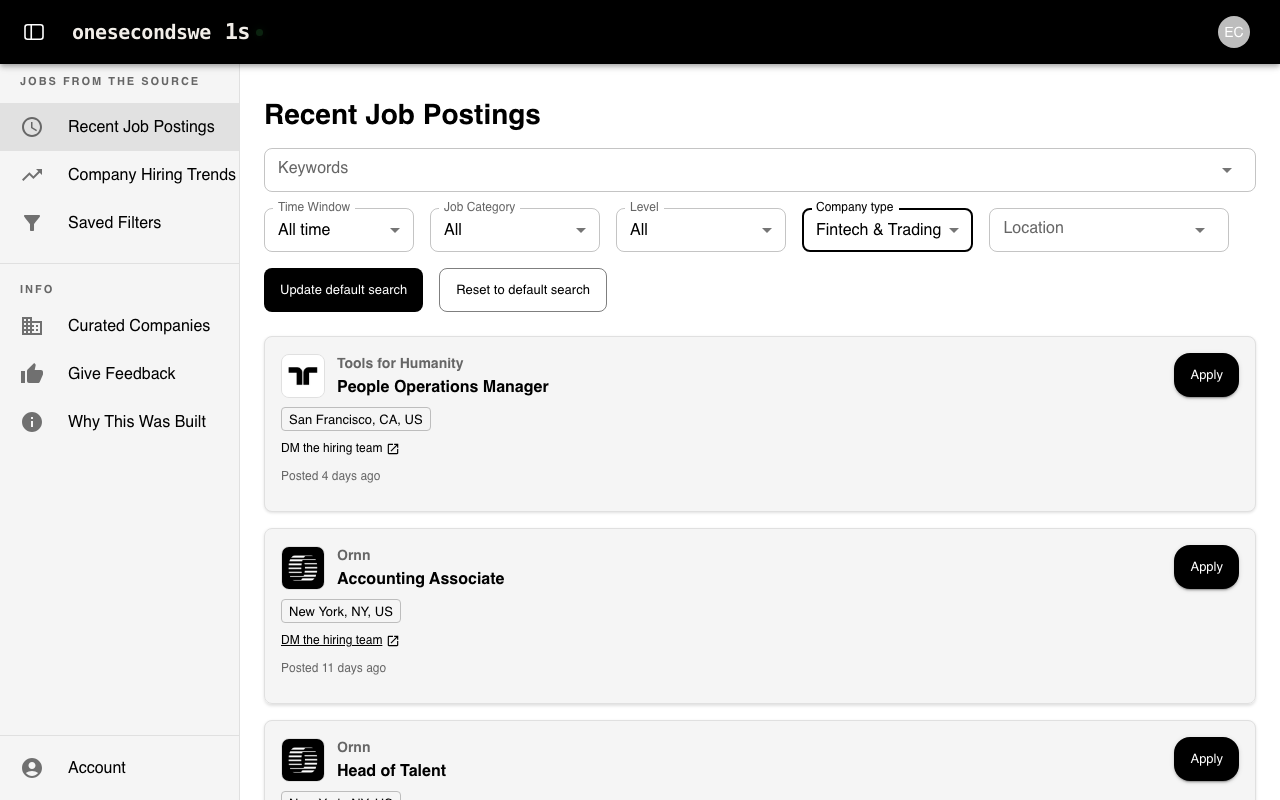 onesecondswe 1s
EC
JOBS FROM THE SOURCE
Recent Job Postings
Company Hiring Trends
Saved Filters
INFO
Curated Companies
Give Feedback
Why This Was Built
Account
Recent Job Postings
Keywords
Time Window
All time
Job Category
All
Level
All
Company type
Fintech & Trading
Location
Update default search
Reset to default search
Tools for Humanity
People Operations Manager
Apply
San Francisco, CA, US
DM the hiring team
Posted 4 days ago
Ornn
Accounting Associate
Apply
New York, NY, US
DM the hiring team
Posted 11 days ago
Ornn
Head of Talent
Apply
New York, NY, US